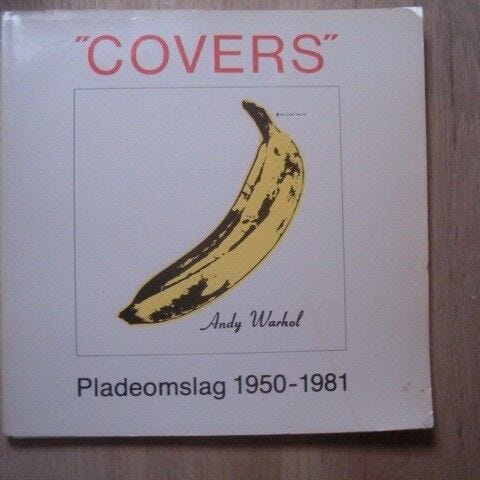 "COVERS"
Andy Warhol
Pladeomslag 1950-1981